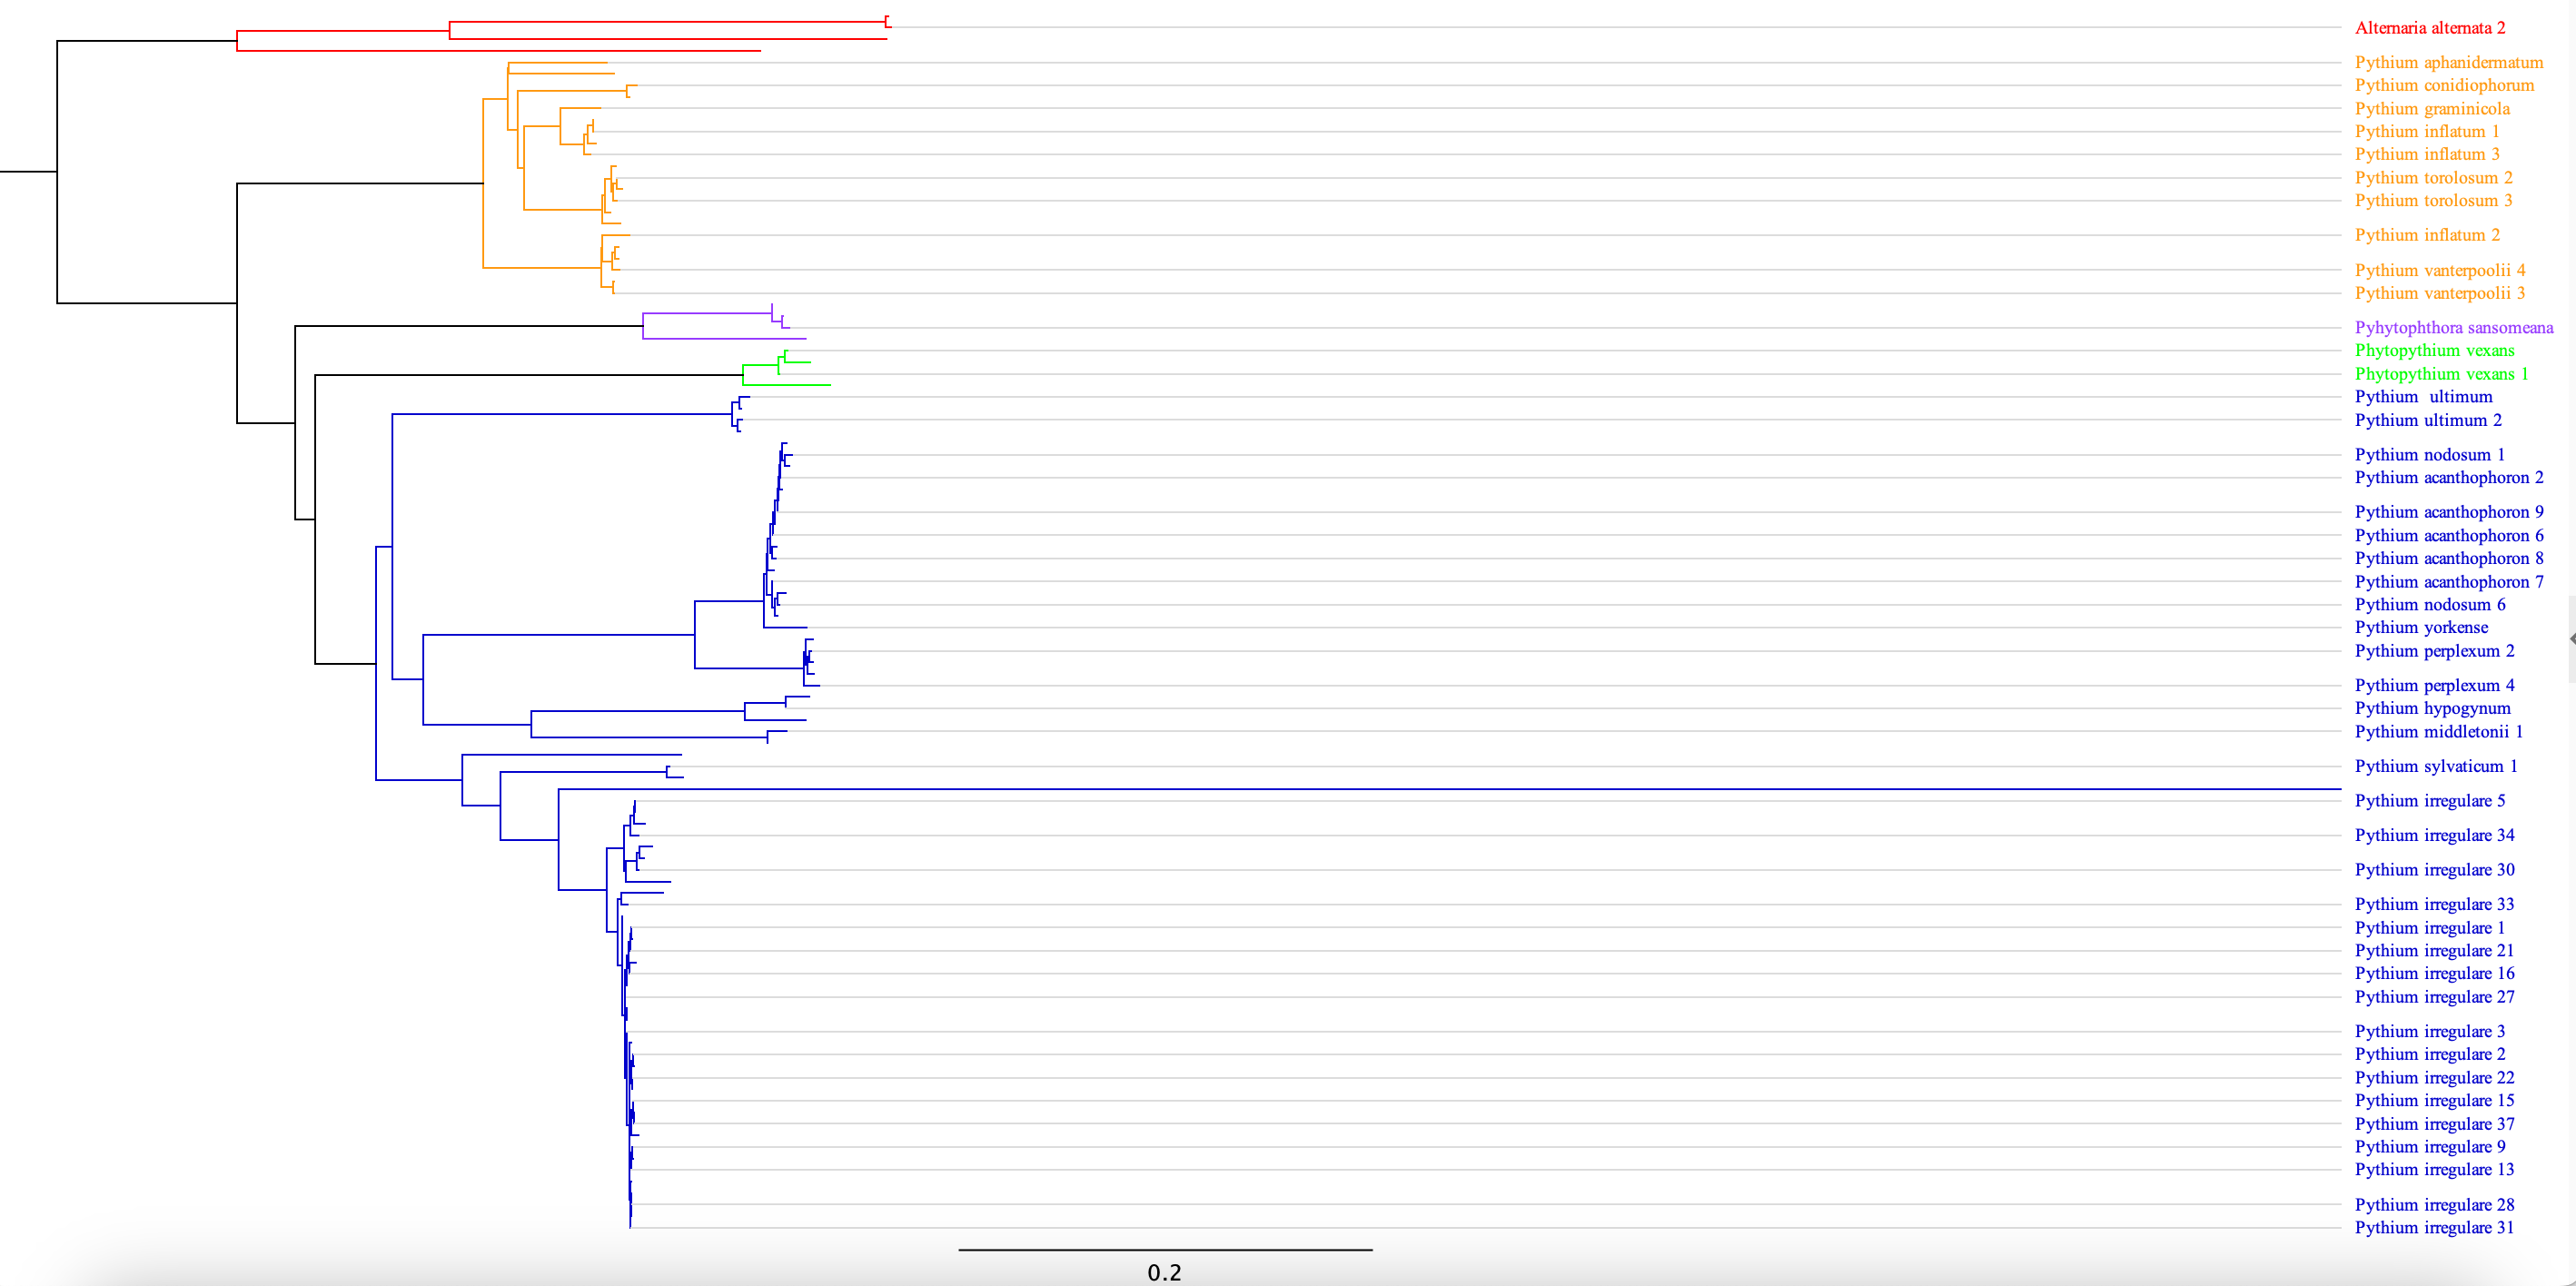 Alternaria alternata 2
Pythium aphanidermatum
Pythium conidiophorum
Pythium graminicola
Pythium inflatum 1
Pythium inflatum 3
Pythium torolosum 2
Pythium torolosum 3
Pythium inflatum 2
Pythium vanterpoolii 4
Pythium vanterpoolii 3
Pyhytophthora sansomeana
Phytopythium vexans
Phytopythium vexans 1
Pythium ultimum
Pythium ultimum 2
Pythium nodosum 1
Pythium acanthophoron 2
Pythium acanthophoron 9
Pythium acanthophoron 6
Pythium acanthophoron 8
Pythium acanthophoron 7
Pythium nodosum 6
Pythium yorkense
Pythium perplexum 2
Pythium perplexum 4
Pythium hypogynum
Pythium middletonii 1
Pythium sylvaticum 1
Pythium irregulare 5
Pythium irregulare 34
Pythium irregulare 30
Pythium irregulare 33
Pythium irregulare 1
Pythium irregulare 21
Pythium irregulare 16
Pythium irregulare 27
Pythium irregulare 3
Pythium irregulare 2
Pythium irregulare 22
Pythium irregulare 15
Pythium irregulare 37
Pythium irregulare 9
Pythium irregulare 13
Pythium irregulare 28
Pythium irregulare 31
0.2